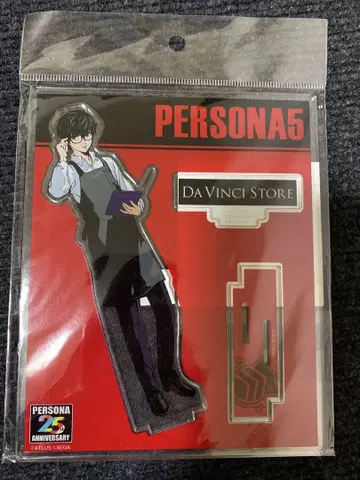 PERSONA5
DA VINCI STORE
PERSONA
25
ANNIVERSARY
©ATLUS ©SEGA